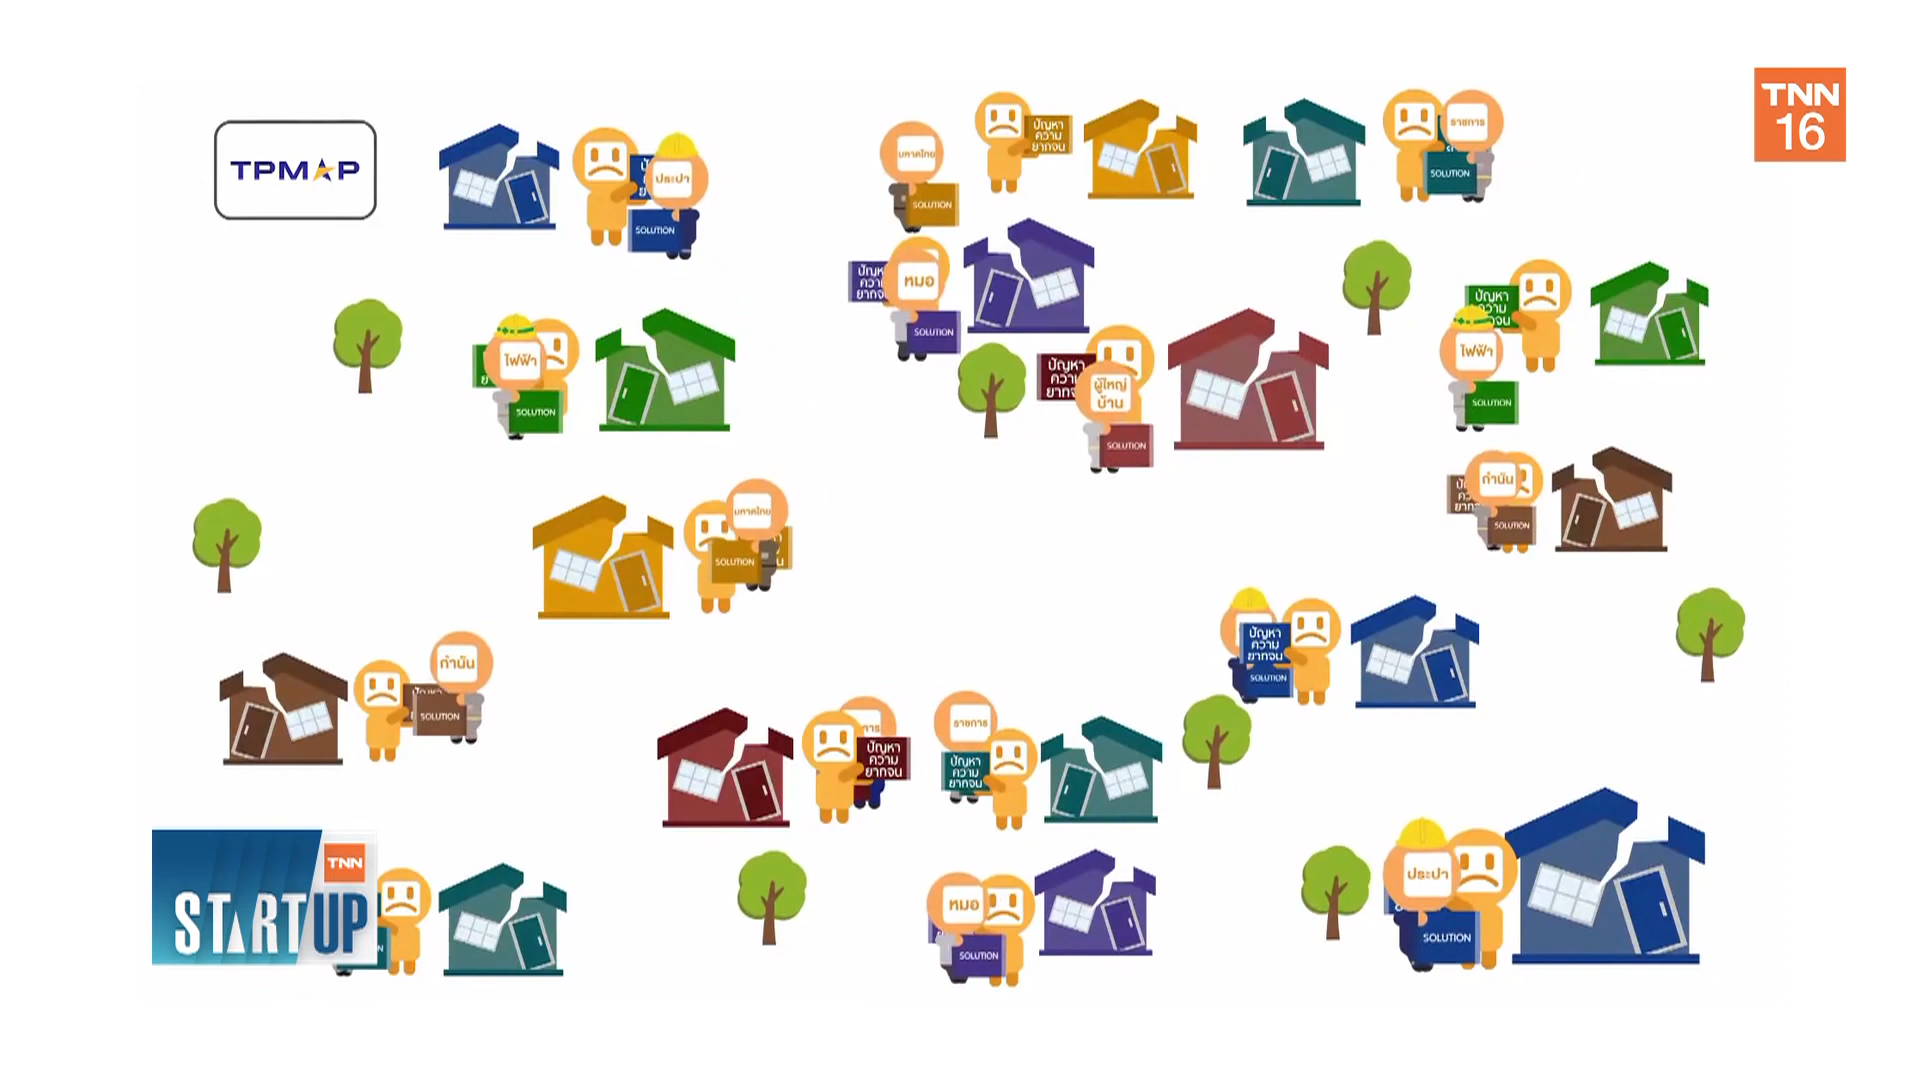 TNN
16
TPMAP
ปัญหา
ความ
ยากจน
ราชการ
SOLUTION
มหาดไทย
SOLUTION
ประปา
SOLUTION
หมอ
SOLUTION
ปัญหา
ยากจน
ไฟฟ้า
SOLUTION
ไฟฟ้า
SOLUTION
ปัญหา
ผู้ใหญ่
บ้าน
SOLUTION
กำนัน
SOLUTION
มหาดไทย
SOLUTION
ปัญหา
ความ
ยากจน
SOLUTION
กำนัน
SOLUTION
ราชการ
ปัญหา
ความ
ยากจน
ปัญหา
ความ
ยากจน
TNN
STARTUP
หมอ
SOLUTION
ประปา
SOLUTION